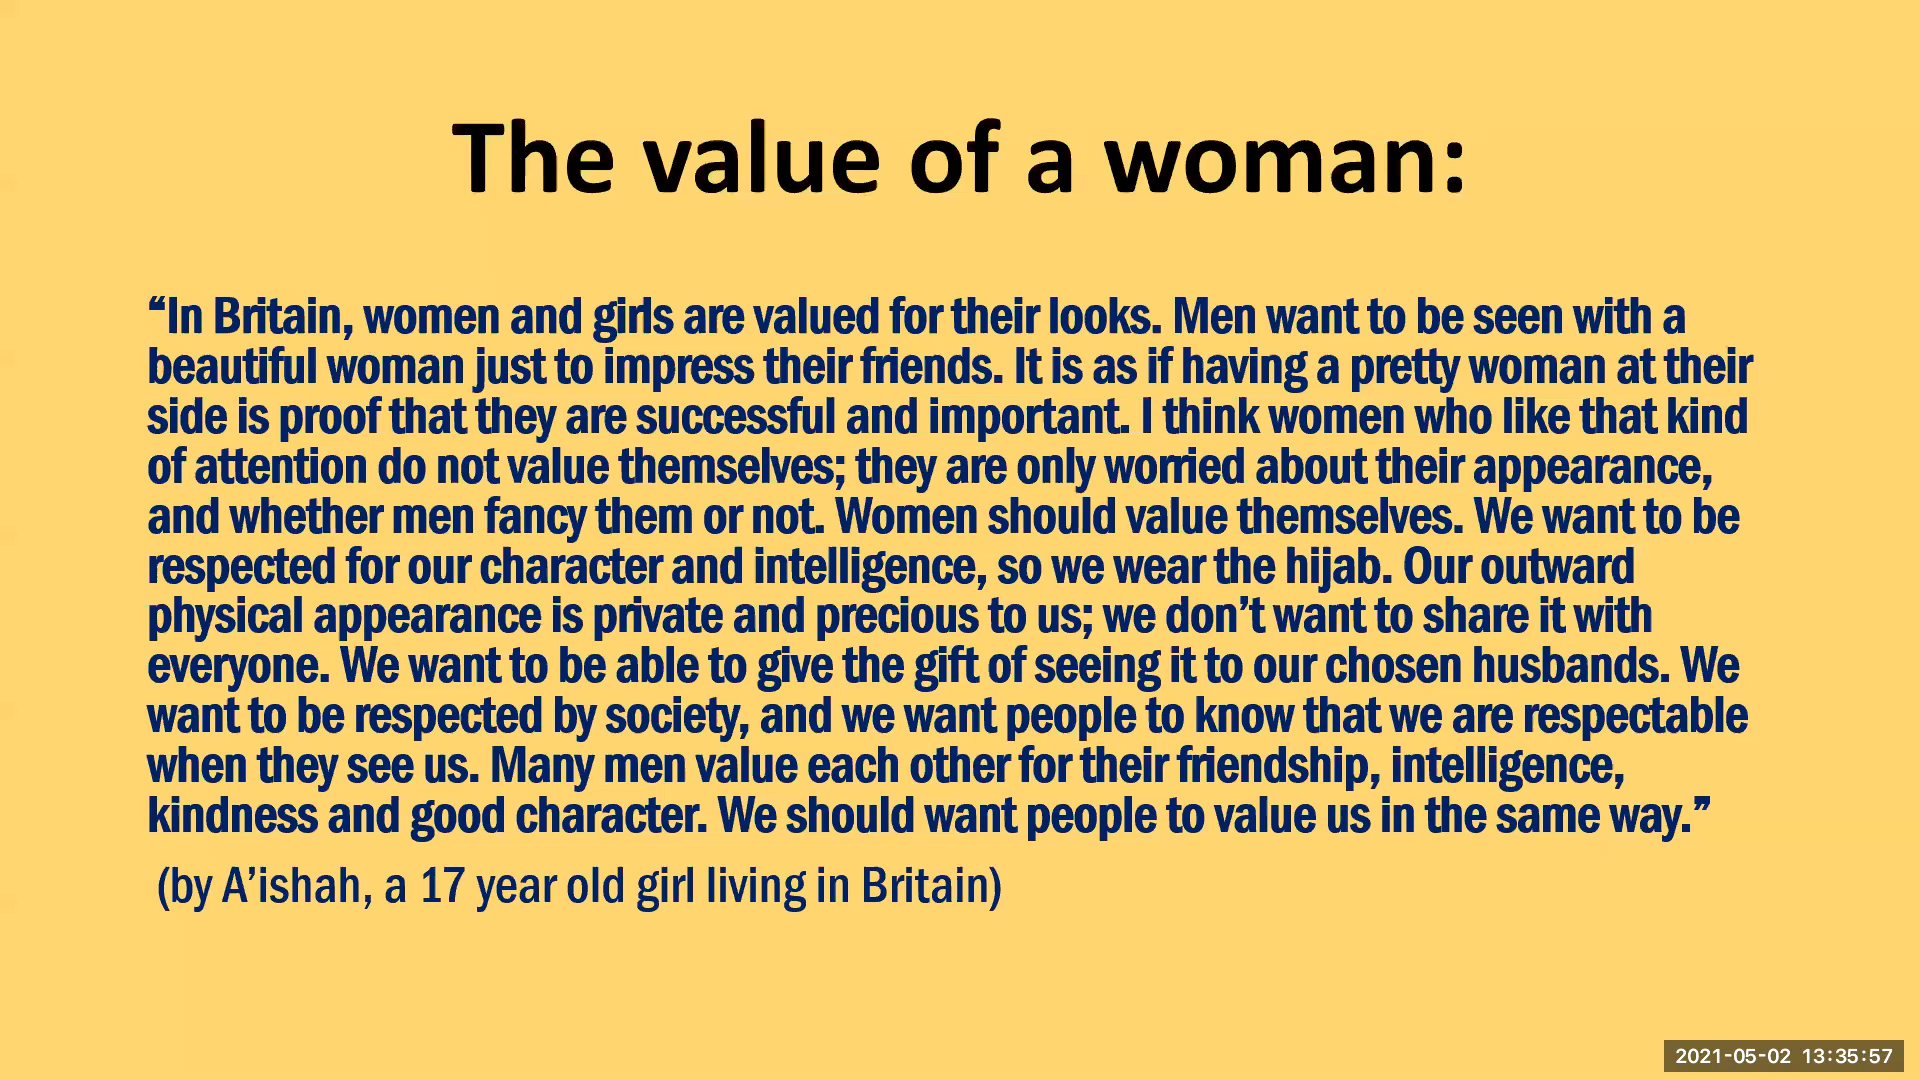 The value of a woman:
“In Britain, women and girls are valued for their looks. Men want to be seen with a
beautiful woman just to impress their friends. It is as if having a pretty woman at their
side is proof that they are successful and important. I think women who like that kind
of attention do not value themselves; they are only worried about their appearance,
and whether men fancy them or not. Women should value themselves. We want to be
respected for our character and intelligence, so we wear the hijab. Our outward
physical appearance is private and precious to us; we don’t want to share it with
everyone. We want to be able to give the gift of seeing it to our chosen husbands. We
want to be respected by society, and we want people to know that we are respectable
when they see us. Many men value each other for their friendship, intelligence,
kindness and good character. We should want people to value us in the same way.”
(by A’ishah, a 17 year old girl living in Britain)
2021-05-02 13:35:57